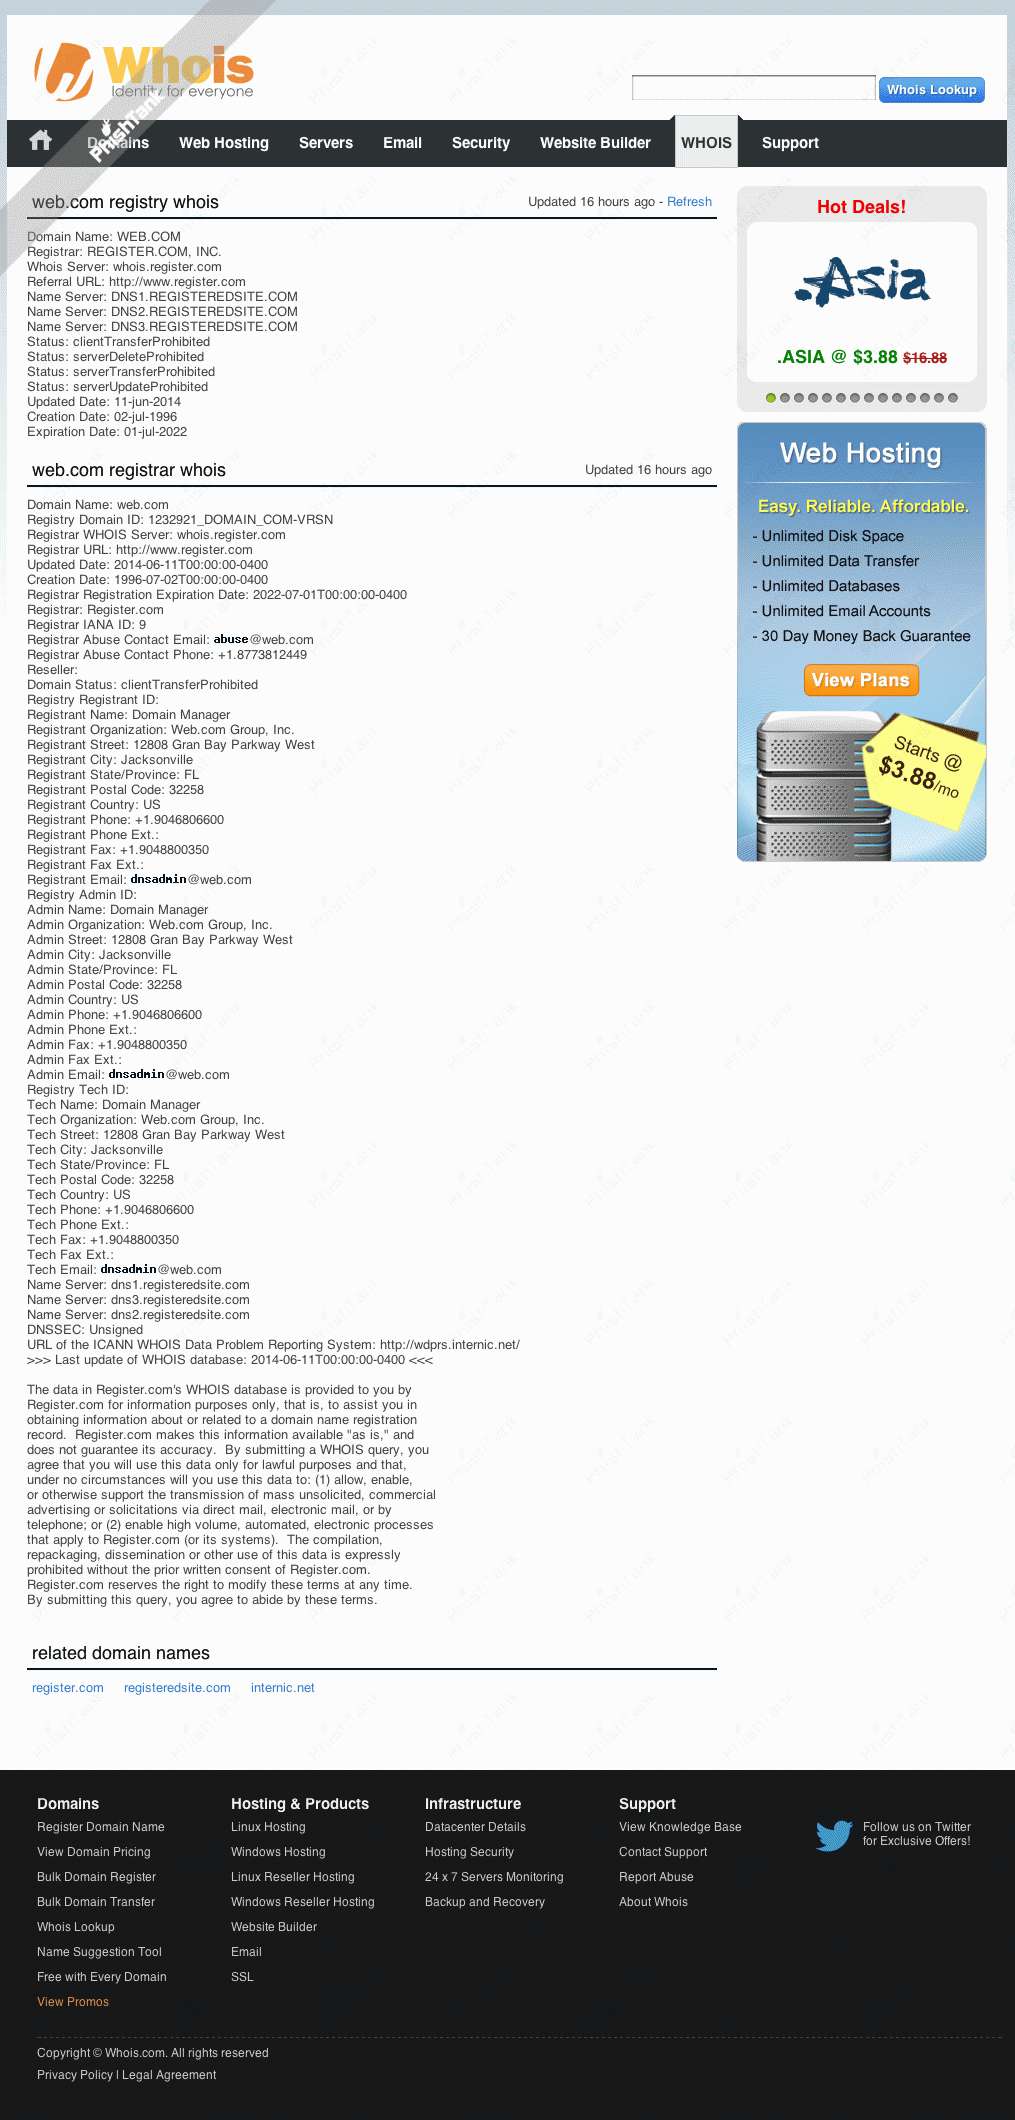 Whois
Identity for everyone
PhishTank
Whois Lookup
Domains Web Hosting Servers Email Security Website Builder WHOIS Support
web.com registry whois
Updated 16 hours ago - Refresh
Domain Name: WEB.COM
Registrar: REGISTER.COM, INC.
Whois Server: whois.register.com
Referral URL: http://www.register.com
Name Server: DNS1.REGISTEREDSITE.COM
Name Server: DNS2.REGISTEREDSITE.COM
Name Server: DNS3.REGISTEREDSITE.COM
Status: clientTransferProhibited
Status: serverDeleteProhibited
Status: serverTransferProhibited
Status: serverUpdateProhibited
Updated Date: 11-jun-2014
Creation Date: 02-jul-1996
Expiration Date: 01-jul-2022
web.com registrar whois
Updated 16 hours ago
Domain Name: web.com
Registry Domain ID: 1232921_DOMAIN_COM-VRSN
Registrar WHOIS Server: whois.register.com
Registrar URL: http://www.register.com
Updated Date: 2014-06-11T00:00:00-0400
Creation Date: 1996-07-02T00:00:00-0400
Registrar Registration Expiration Date: 2022-07-01T00:00:00-0400
Registrar: Register.com
Registrar IANA ID: 9
Registrar Abuse Contact Email: abuse@web.com
Registrar Abuse Contact Phone: +1.8773812449
Reseller:
Domain Status: clientTransferProhibited
Registry Registrant ID:
Registrant Name: Domain Manager
Registrant Organization: Web.com Group, Inc.
Registrant Street: 12808 Gran Bay Parkway West
Registrant City: Jacksonville
Registrant State/Province: FL
Registrant Postal Code: 32258
Registrant Country: US
Registrant Phone: +1.9046806600
Registrant Phone Ext.:
Registrant Fax: +1.9048800350
Registrant Fax Ext.:
Registrant Email: dnsadmin@web.com
Registry Admin ID:
Admin Name: Domain Manager
Admin Organization: Web.com Group, Inc.
Admin Street: 12808 Gran Bay Parkway West
Admin City: Jacksonville
Admin State/Province: FL
Admin Postal Code: 32258
Admin Country: US
Admin Phone: +1.9046806600
Admin Phone Ext.:
Admin Fax: +1.9048800350
Admin Fax Ext.:
Admin Email: dnsadmin@web.com
Registry Tech ID:
Tech Name: Domain Manager
Tech Organization: Web.com Group, Inc.
Tech Street: 12808 Gran Bay Parkway West
Tech City: Jacksonville
Tech State/Province: FL
Tech Postal Code: 32258
Tech Country: US
Tech Phone: +1.9046806600
Tech Phone Ext.:
Tech Fax: +1.9048800350
Tech Fax Ext.:
Tech Email: dnsadmin@web.com
Name Server: dns1.registeredsite.com
Name Server: dns3.registeredsite.com
Name Server: dns2.registeredsite.com
DNSSEC: Unsigned
URL of the ICANN WHOIS Data Problem Reporting System: http://wdprs.internic.net/
>>> Last update of WHOIS database: 2014-06-11T00:00:00-0400 <<<
The data in Register.com's WHOIS database is provided to you by
Register.com for information purposes only, that is, to assist you in
obtaining information about or related to a domain name registration
record.  Register.com makes this information available "as is," and
does not guarantee its accuracy.  By submitting a WHOIS query, you
agree that you will use this data only for lawful purposes and that,
under no circumstances will you use this data to: (1) allow, enable,
or otherwise support the transmission of mass unsolicited, commercial
advertising or solicitations via direct mail, electronic mail, or by
telephone; or (2) enable high volume, automated, electronic processes
that apply to Register.com (or its systems).  The compilation,
repackaging, dissemination or other use of this data is expressly
prohibited without the prior written consent of Register.com.
Register.com reserves the right to modify these terms at any time.
By submitting this query, you agree to abide by these terms.
related domain names
register.com registeredsite.com internic.net
Hot Deals!
.Asia
.ASIA @ $3.88 $16.88
Web Hosting
Easy. Reliable. Affordable.
- Unlimited Disk Space
- Unlimited Data Transfer
- Unlimited Databases
- Unlimited Email Accounts
- 30 Day Money Back Guarantee
View Plans
Starts @
$3.88/mo
Domains
Register Domain Name
View Domain Pricing
Bulk Domain Register
Bulk Domain Transfer
Whois Lookup
Name Suggestion Tool
Free with Every Domain
View Promos
Hosting & Products
Linux Hosting
Windows Hosting
Linux Reseller Hosting
Windows Reseller Hosting
Website Builder
Email
SSL
Infrastructure
Datacenter Details
Hosting Security
24 x 7 Servers Monitoring
Backup and Recovery
Support
View Knowledge Base
Contact Support
Report Abuse
About Whois
Follow us on Twitter
for Exclusive Offers!
Copyright © Whois.com. All rights reserved
Privacy Policy | Legal Agreement